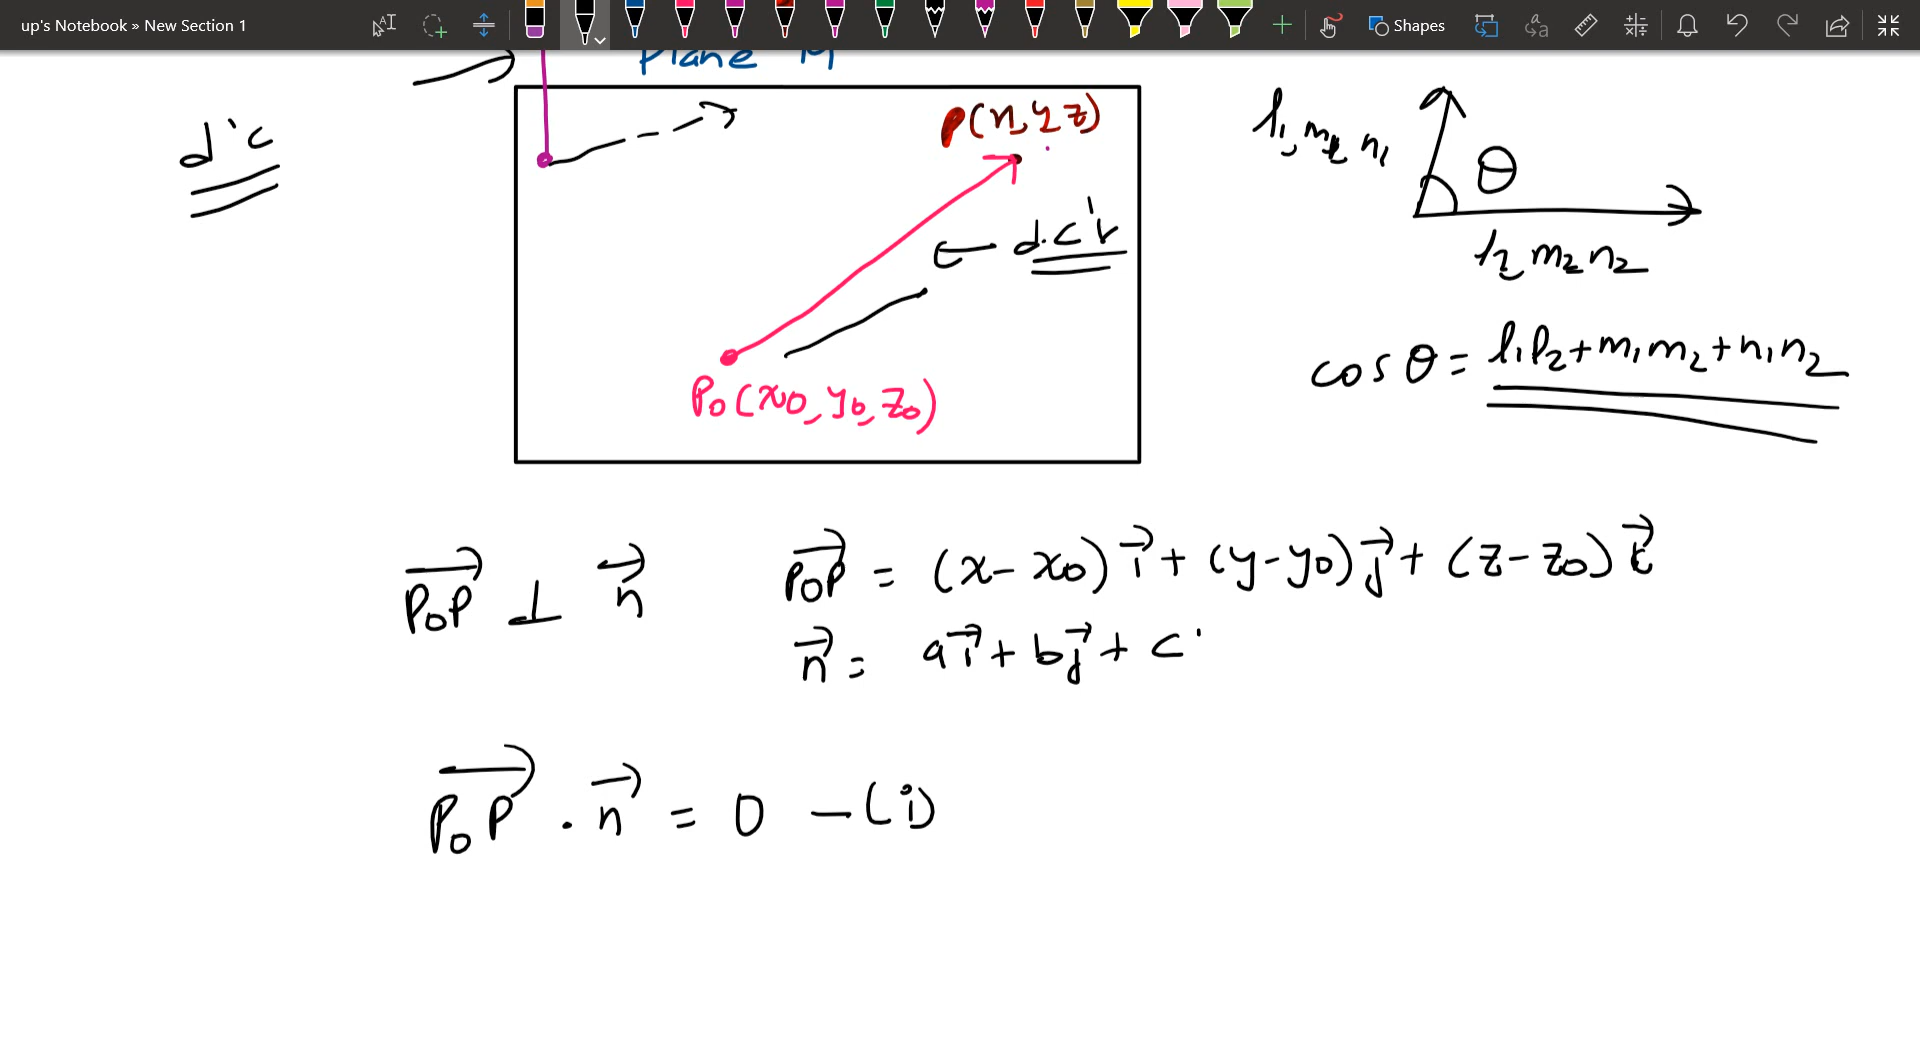 up's Notebook » New Section 1
Shapes
Plane M
d'c
P(x, y, z)
d.c'r
P₀(x₀, y₀, z₀)
l₁, m₁, n₁
θ
l₂ m₂ n₂
cos θ = l₁l₂+m₁m₂+n₁n₂
P₀P ⊥ n
P₀P = (x-x₀) i + (y-y₀) j + (z-z₀) k
n = a i + b j + c
P₀P . n = 0 – (i)